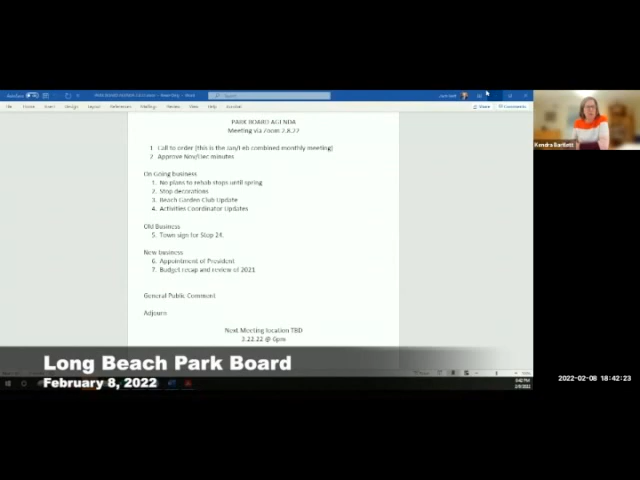 PARK BOARD AGENDA
Meeting via Zoom 2.8.22
1. Call to order (this is the Jan/Feb combined monthly meeting)
2. Approve Nov/Dec minutes
On Going business
1. No plans to rehab stops until spring
2. Stop decorations
3. Beach Garden Club Update
4. Activities Coordinator Updates
Old Business
5. Town sign for Stop 24.
New business
6. Appointment of President
7. Budget recap and review of 2021
General Public Comment
Adjourn
Next Meeting location TBD
3.22.22 @ 6pm
Kendra Bartlett
Search
Share
Comments
Long Beach Park Board
February 8, 2022
2022-02-08 18:42:23